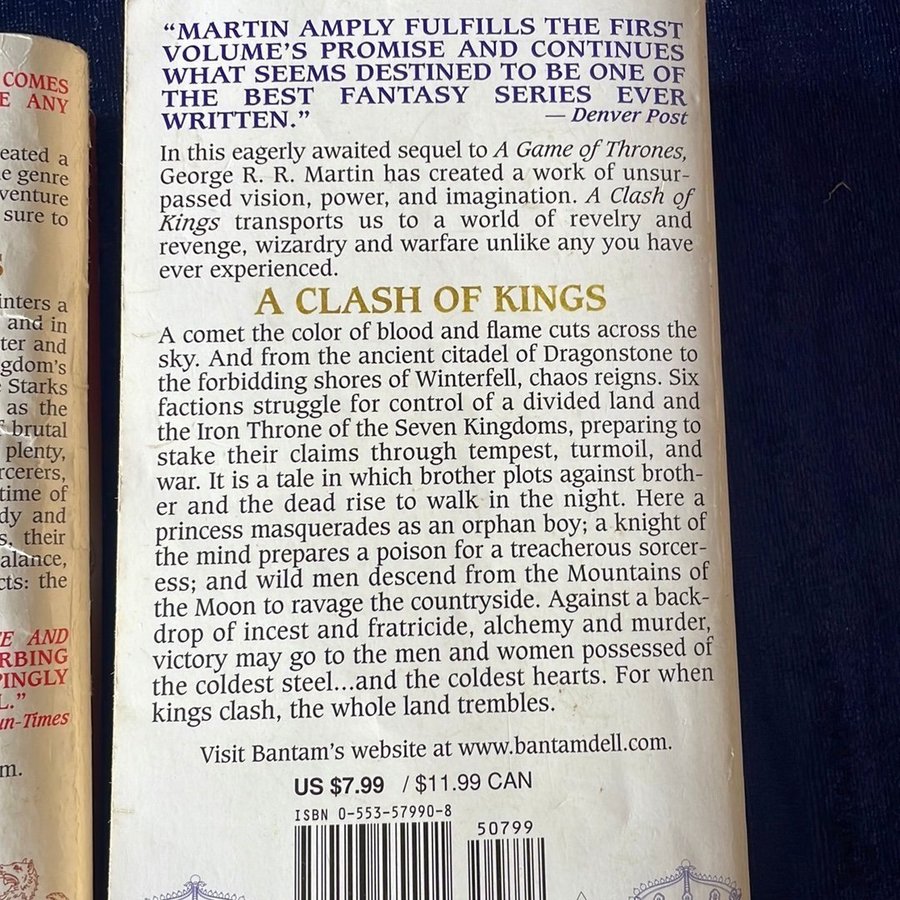 COMES
E ANY
eated a
e genre
venture
sure to
S
inters a
and in
ter and
gdom's
Starks
as the
f brutal
plenty,
rcerers,
time of
dy and
s, their
alance,
cts: the
E AND
RBING
PINGLY
L."
un-Times
m.
"MARTIN AMPLY FULFILLS THE FIRST
VOLUME'S PROMISE AND CONTINUES
WHAT SEEMS DESTINED TO BE ONE OF
THE BEST FANTASY SERIES EVER
WRITTEN." — Denver Post
In this eagerly awaited sequel to A Game of Thrones,
George R. R. Martin has created a work of unsur-
passed vision, power, and imagination. A Clash of
Kings transports us to a world of revelry and
revenge, wizardry and warfare unlike any you have
ever experienced.
A CLASH OF KINGS
A comet the color of blood and flame cuts across the
sky. And from the ancient citadel of Dragonstone to
the forbidding shores of Winterfell, chaos reigns. Six
factions struggle for control of a divided land and
the Iron Throne of the Seven Kingdoms, preparing to
stake their claims through tempest, turmoil, and
war. It is a tale in which brother plots against broth-
er and the dead rise to walk in the night. Here a
princess masquerades as an orphan boy; a knight of
the mind prepares a poison for a treacherous sorcer-
ess; and wild men descend from the Mountains of
the Moon to ravage the countryside. Against a back-
drop of incest and fratricide, alchemy and murder,
victory may go to the men and women possessed of
the coldest steel...and the coldest hearts. For when
kings clash, the whole land trembles.
Visit Bantam's website at www.bantamdell.com.
US $7.99 / $11.99 CAN
ISBN 0-553-57990-8
50799